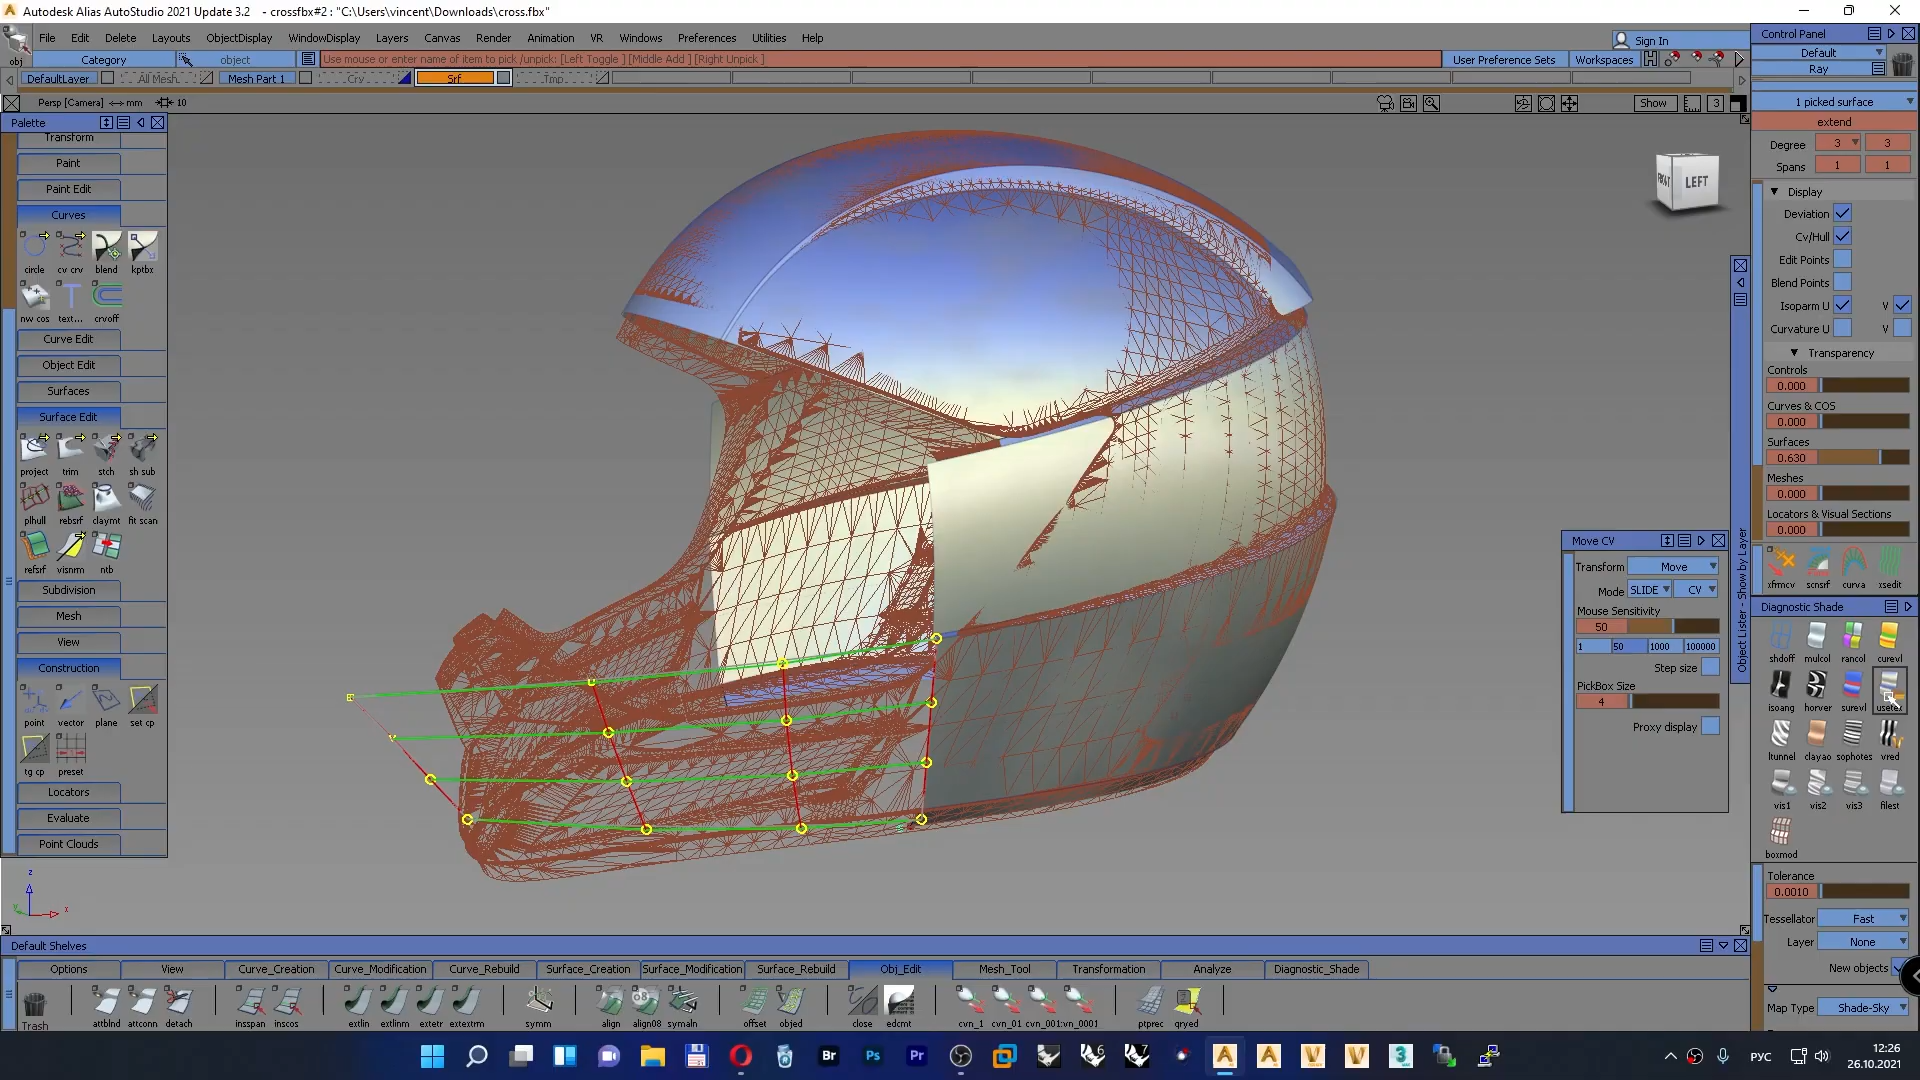 Autodesk Alias AutoStudio 2021 Update 3.2 - crossfbx#2 : "C:\Users\vincent\Downloads\cross.fbx"
File Edit Delete Layouts ObjectDisplay WindowDisplay Layers Canvas Render Animation VR Windows Preferences Utilities Help
Sign In
obj
Category object Use mouse or enter name of item to pick /unpick: [Left Toggle ] [Middle Add ] [Right Unpick ] User Preference Sets Workspaces
DefaultLayer All Mesh Mesh Part 1 Crv Srf Tmp
Persp [Camera] mm 10 Show 3
Palette
Transform
Paint
Paint Edit
Curves
circle cv crv blend kptbx
nw cos text... crvoff
Curve Edit
Object Edit
Surfaces
Surface Edit
project trim stch sh sub
plhull rebsrf claymt fit scan
refsrf visnrm ntb
Subdivision
Mesh
View
Construction
point vector plane set cp
tg cp preset
Locators
Evaluate
Point Clouds
z
y x
FRONT LEFT
Move CV
Transform Move
Mode SLIDE CV
Mouse Sensitivity
50
1 50 1000 100000
Step size
PickBox Size
4
Proxy display
Object Lister - Show by Layer
Control Panel
Default
Ray
1 picked surface
extend
Degree 3 3
Spans 1 1
Display
Deviation
Cv/Hull
Edit Points
Blend Points
Isoparm U V
Curvature U V
Transparency
Controls
0.000
Curves & COS
0.000
Surfaces
0.630
Meshes
0.000
Locators & Visual Sections
0.000
xfrmcv scnsrf curva xsedit
Diagnostic Shade
shdoff mulcol rancol curevl
isoang horver surevl usetex
ltunnel clayao sophotes vred
vis1 vis2 vis3 filest
boxmod
Tolerance
0.0010
Tessellator Fast
Layer None
New objects
Map Type Shade-Sky
Default Shelves
Options View Curve_Creation Curve_Modification Curve_Rebuild Surface_Creation Surface_Modification Surface_Rebuild Obj_Edit Mesh_Tool Transformation Analyze Diagnostic_Shade
Trash attblnd attconn detach insspan inscos extlin extlinm extetr extextrm symm align align08 symaln offset objed close edcmt cvn_1 cvn_01 cvn_001 vn_0001 ptprec qryed
Br Ps Pr 6 7 3 РУС 12:26
26.10.2021